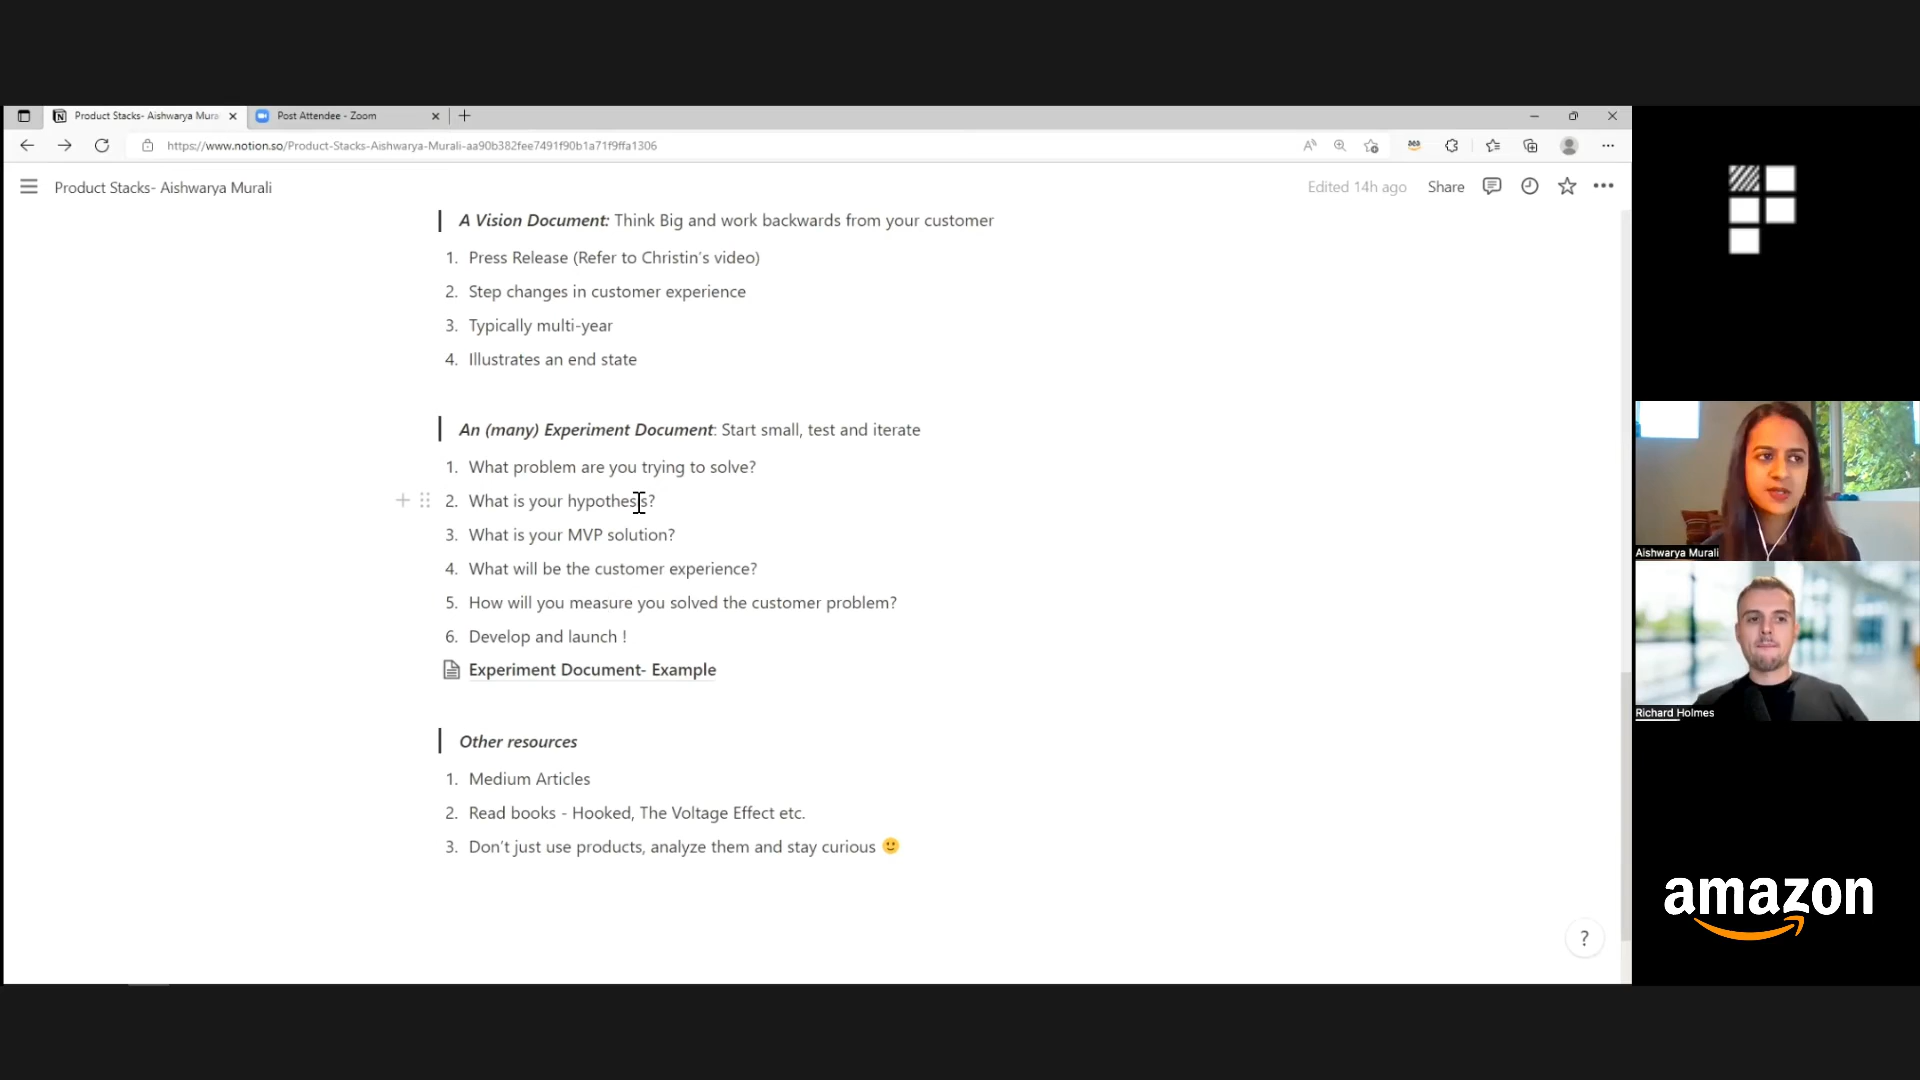 Product Stacks- Aishwarya Mura
Post Attendee - Zoom
https://www.notion.so/Product-Stacks-Aishwarya-Murali-aa90b382fee7491f90b1a71f9ffa1306
Product Stacks- Aishwarya Murali
Edited 14h ago
Share
A Vision Document: Think Big and work backwards from your customer
1. Press Release (Refer to Christin's video)
2. Step changes in customer experience
3. Typically multi-year
4. Illustrates an end state
An (many) Experiment Document: Start small, test and iterate
1. What problem are you trying to solve?
2. What is your hypothesis?
3. What is your MVP solution?
4. What will be the customer experience?
5. How will you measure you solved the customer problem?
6. Develop and launch !
Experiment Document- Example
Other resources
1. Medium Articles
2. Read books - Hooked, The Voltage Effect etc.
3. Don't just use products, analyze them and stay curious 🙂
?
Aishwarya Murali
Richard Holmes
amazon